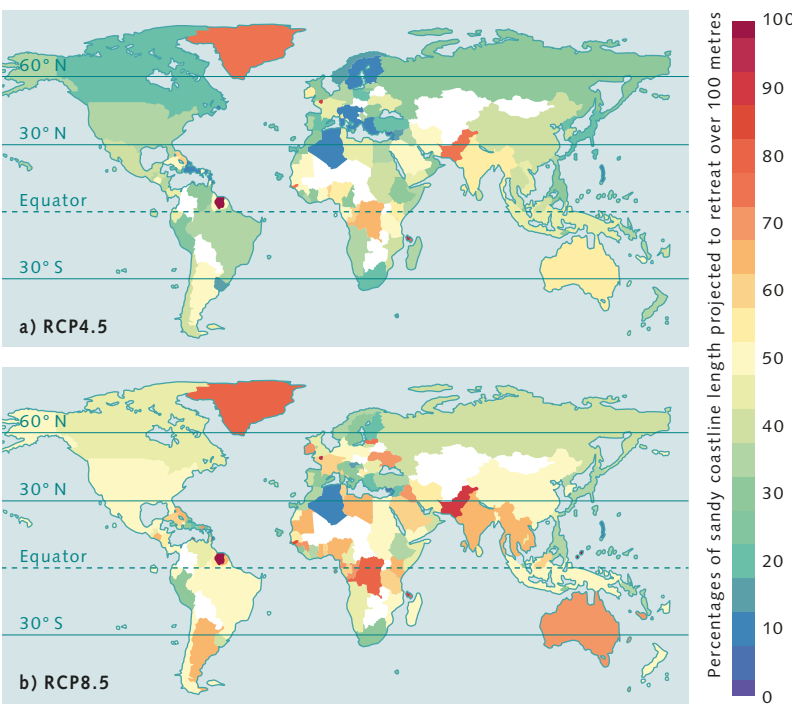 60° N
30° N
Equator
30° S
a) RCP4.5
60° N
30° N
Equator
30° S
b) RCP8.5
Percentages of sandy coastline length projected to retreat over 100 metres
100
90
80
70
60
50
40
30
20
10
0